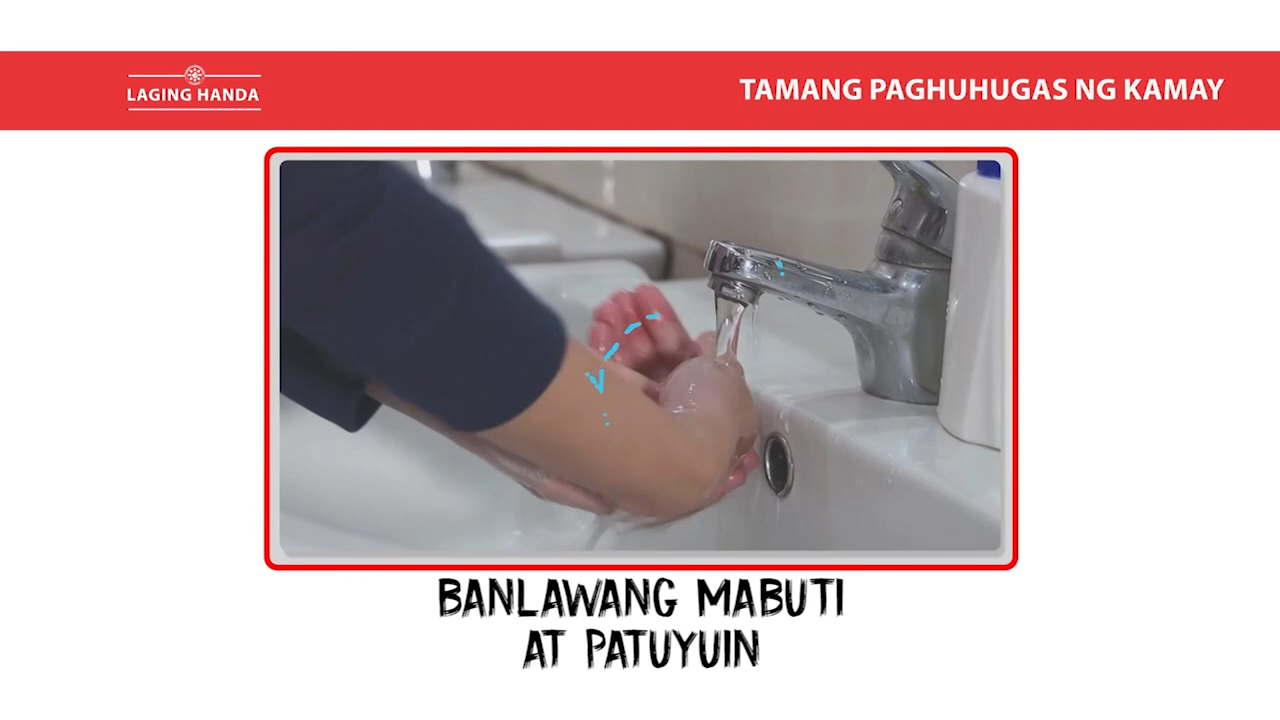 LAGING HANDA
TAMANG PAGHUHUGAS NG KAMAY
BANLAWANG MABUTI
AT PATUYUIN